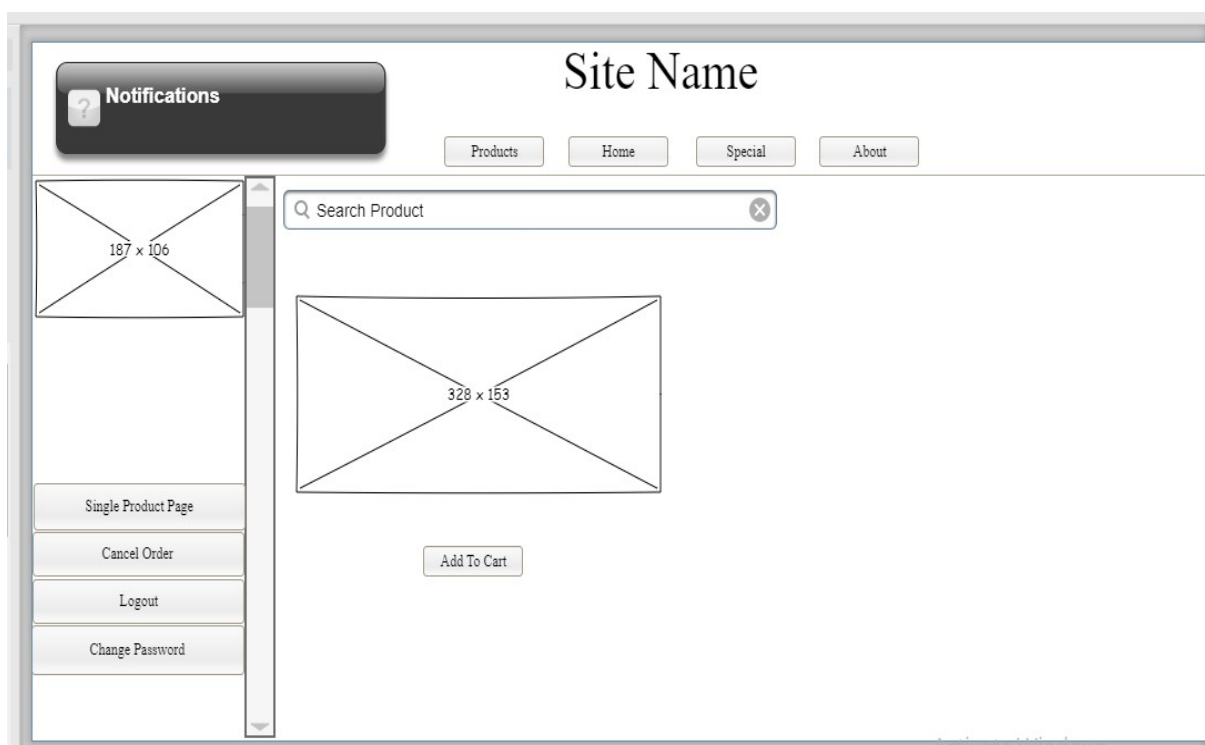 Site Name
Notifications
Products Home Special About
187 x 106
Search Product
328 x 153
Single Product Page
Cancel Order
Add To Cart
Logout
Change Password